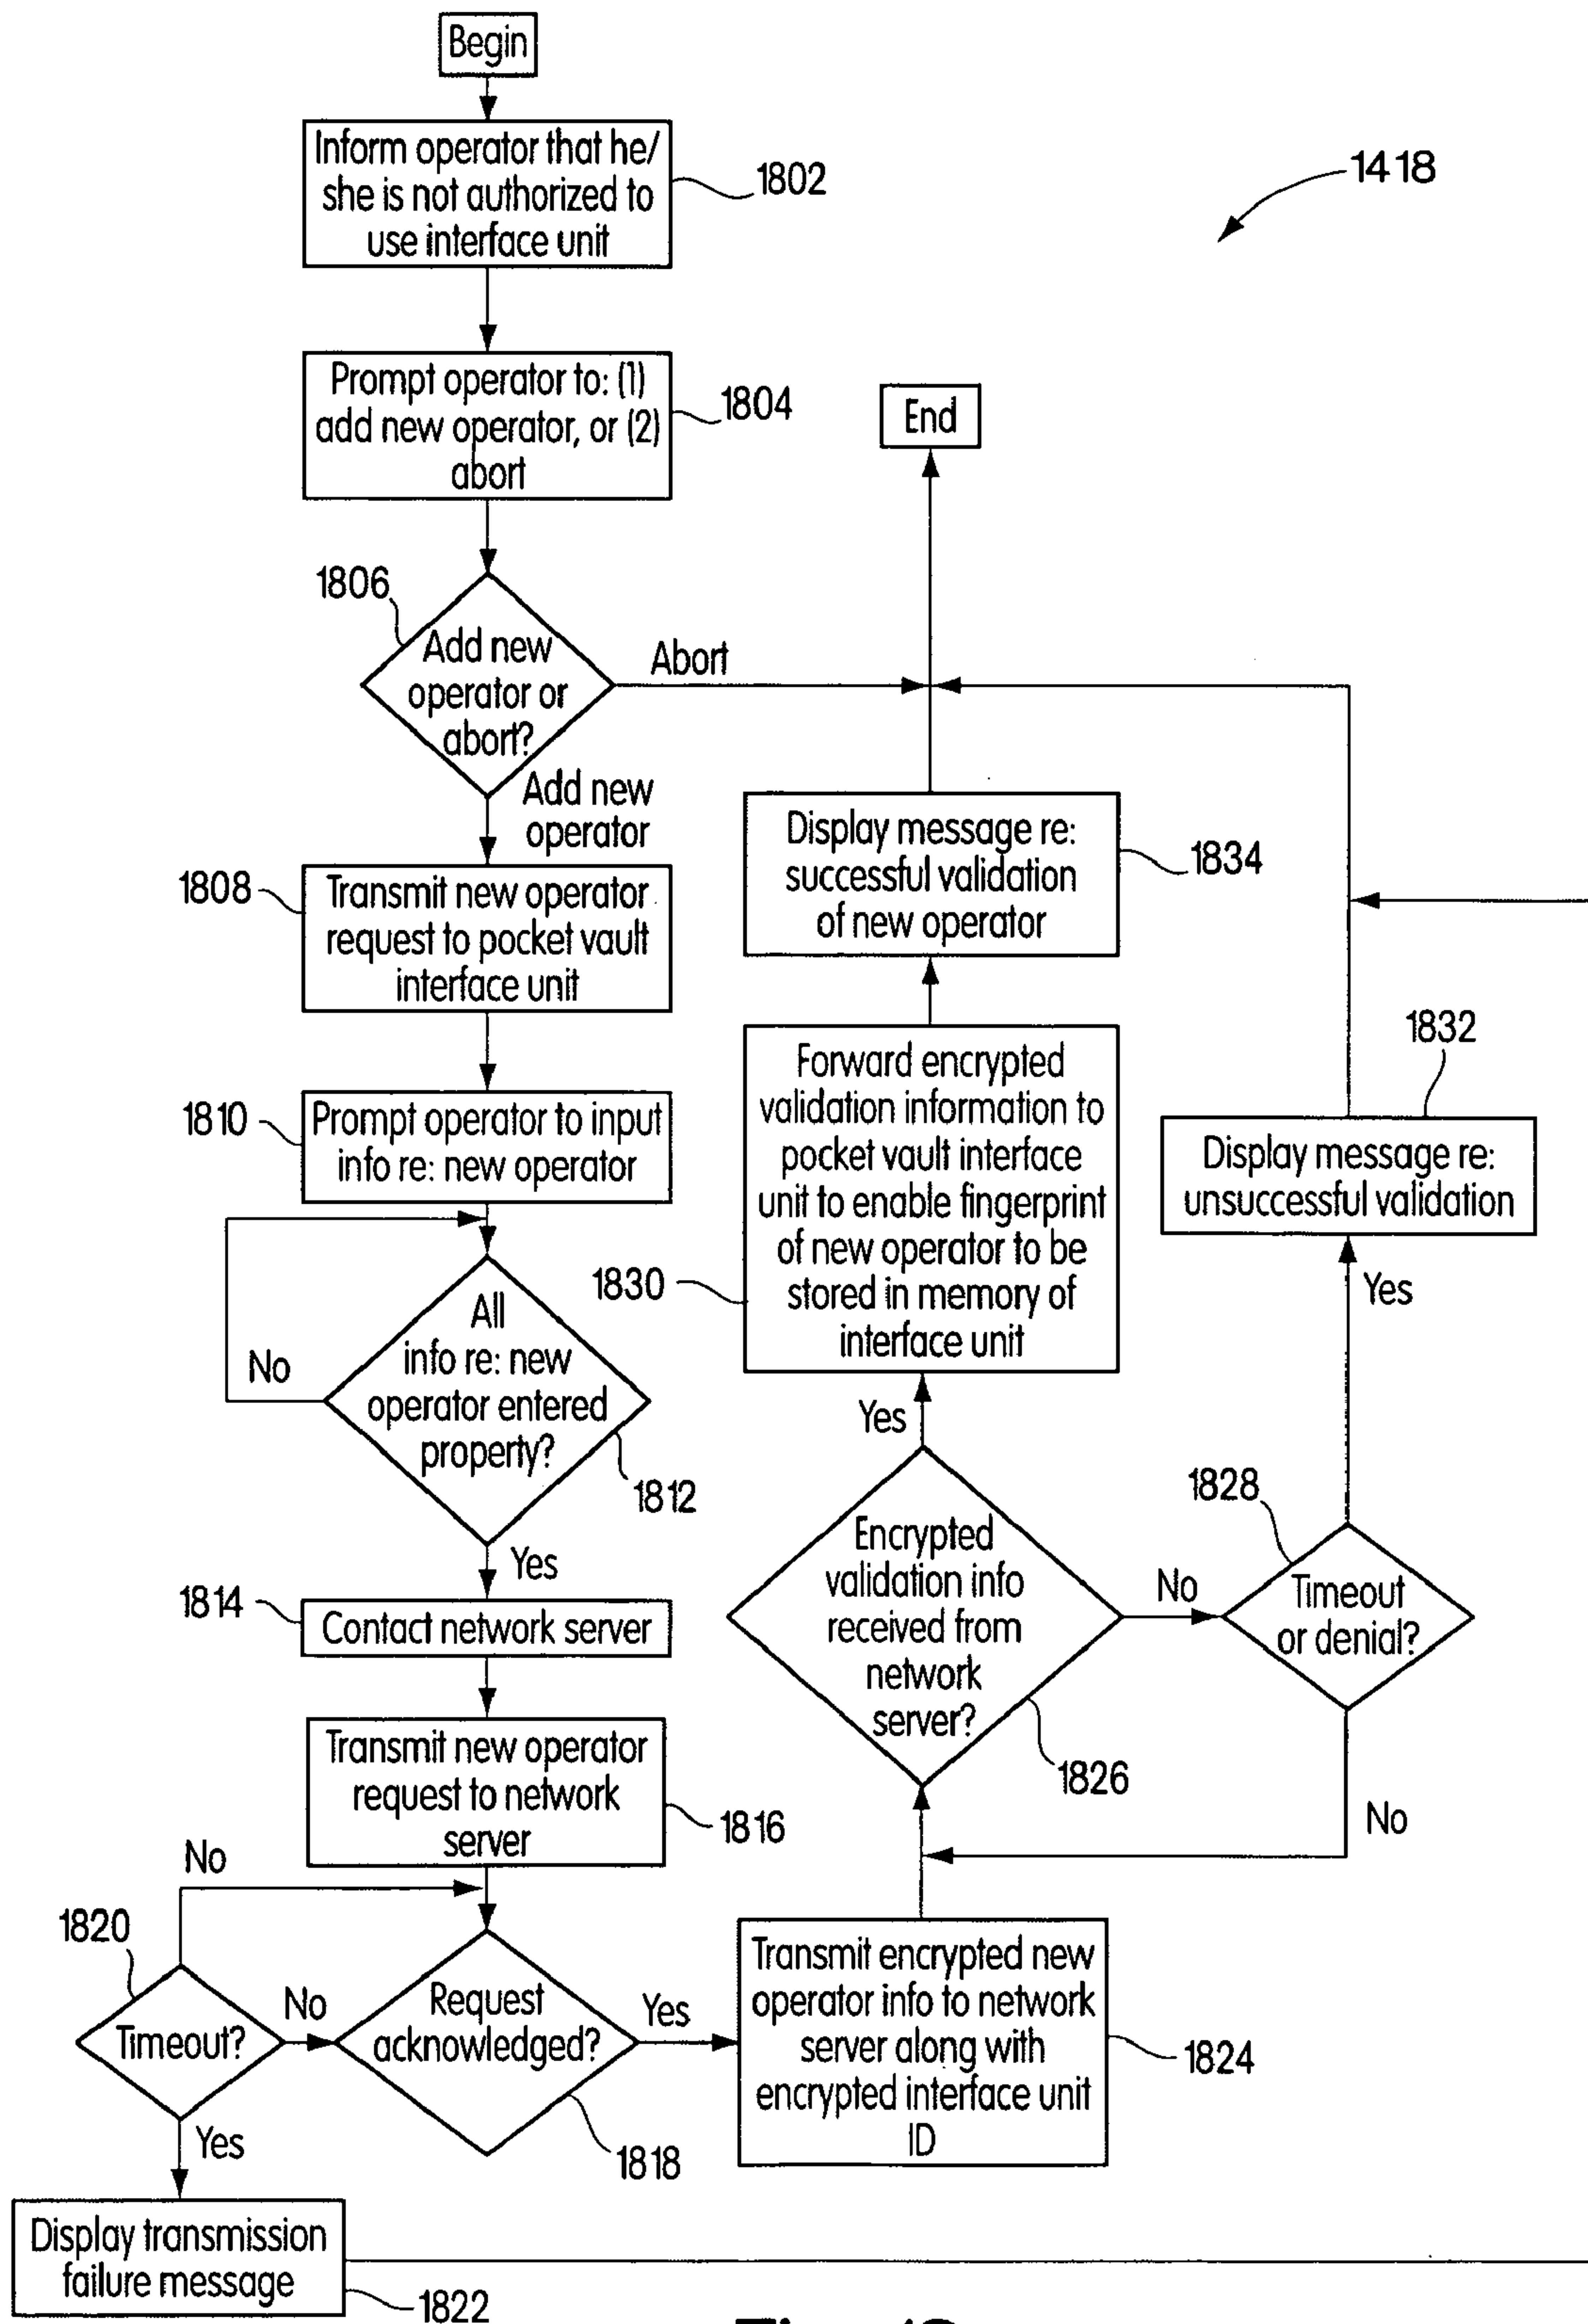 Begin
Inform operator that he/
she is not authorized to
use interface unit
1802
1418
Prompt operator to: (1)
add new operator, or (2)
abort
1804
End
1806
Add new
operator or
abort?
Abort
Add new
operator
1808
Transmit new operator
request to pocket vault
interface unit
Display message re:
successful validation
of new operator
1834
1810
Prompt operator to input
info re: new operator
Forward encrypted
validation information to
pocket vault interface
unit to enable fingerprint
of new operator to be
stored in memory of
interface unit
1830
1832
Display message re:
unsuccessful validation
Yes
All
info re: new
operator entered
property?
No
1812
Yes
Yes
1814
Contact network server
Encrypted
validation info
received from
network
server?
1826
No
1828
Timeout
or denial?
No
Transmit new operator
request to network
server
1816
No
1820
Timeout?
No
Request
acknowledged?
Yes
1818
Transmit encrypted new
operator info to network
server along with
encrypted interface unit
ID
1824
Yes
Display transmission
failure message
1822